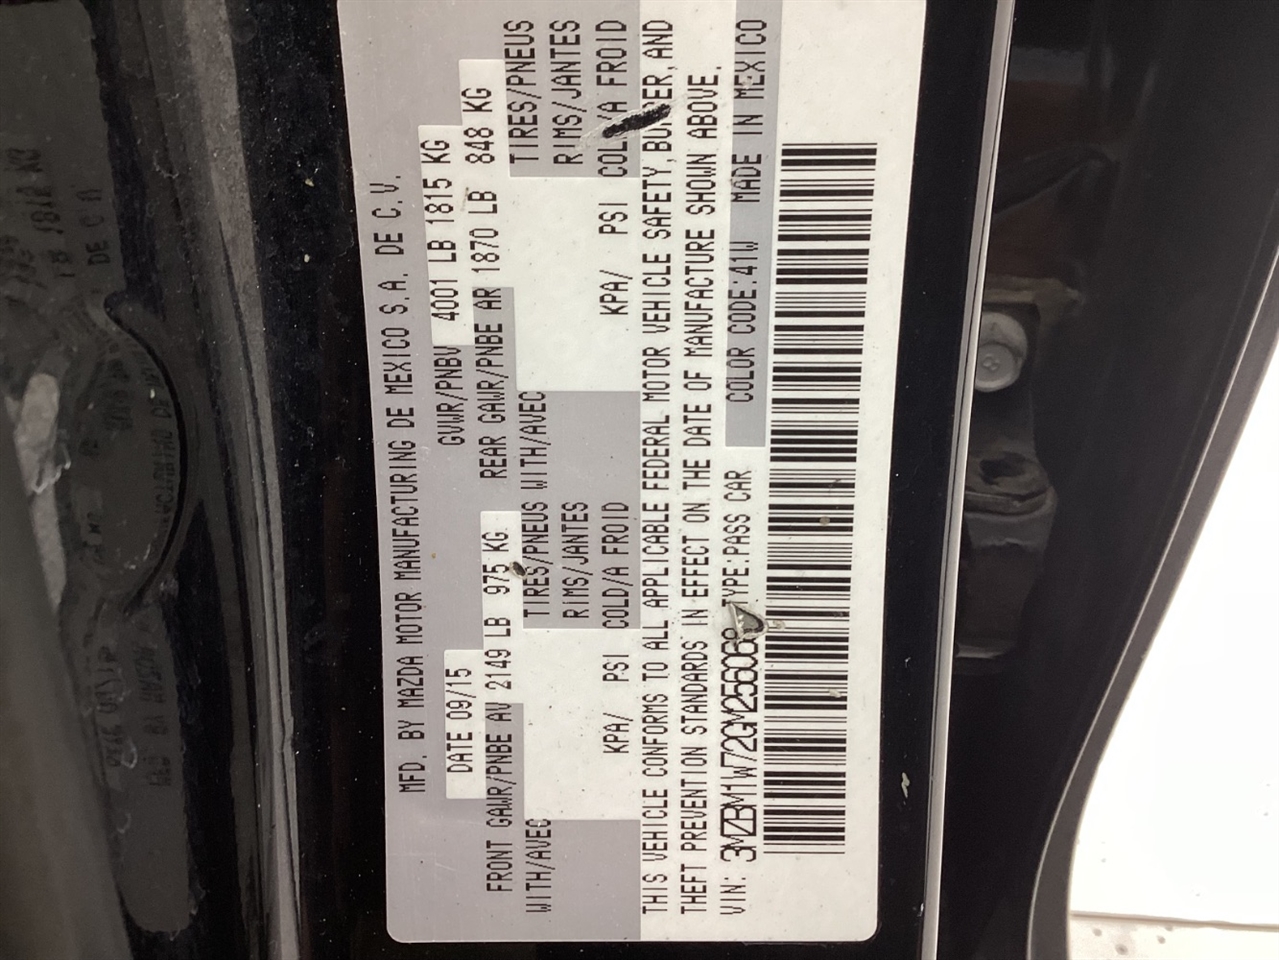 MFD. BY MAZDA MOTOR MANUFACTURING DE MEXICO S.A. DE C.V.
DATE 09/15 GVWR/PNBV 4001 LB 1815 KG
FRONT GAWR/PNBE AV 2149 LB 975 KG REAR GAWR/PNBE AR 1870 LB 848 KG
WITH/AVEC TIRES/PNEUS WITH/AVEC TIRES/PNEUS
RIMS/JANTES RIMS/JANTES
KPA/ PSI COLD/A FROID KPA/ PSI COLD/A FROID
THIS VEHICLE CONFORMS TO ALL APPLICABLE FEDERAL MOTOR VEHICLE SAFETY, BUMPER, AND
THEFT PREVENTION STANDARDS IN EFFECT ON THE DATE OF MANUFACTURE SHOWN ABOVE.
VIN: 3MZBM1W72GM256068 TYPE:PASS CAR COLOR CODE:41W MADE IN MEXICO